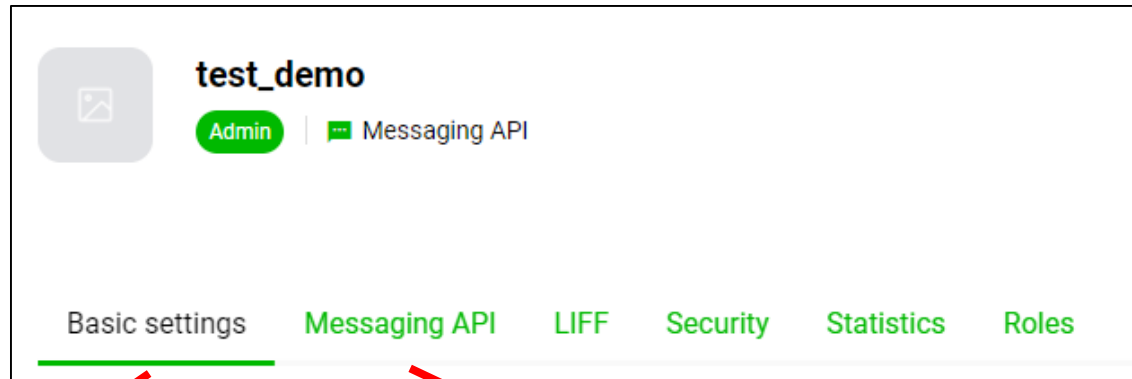 test_demo
Admin Messaging API
Basic settings Messaging API LIFF Security Statistics Roles